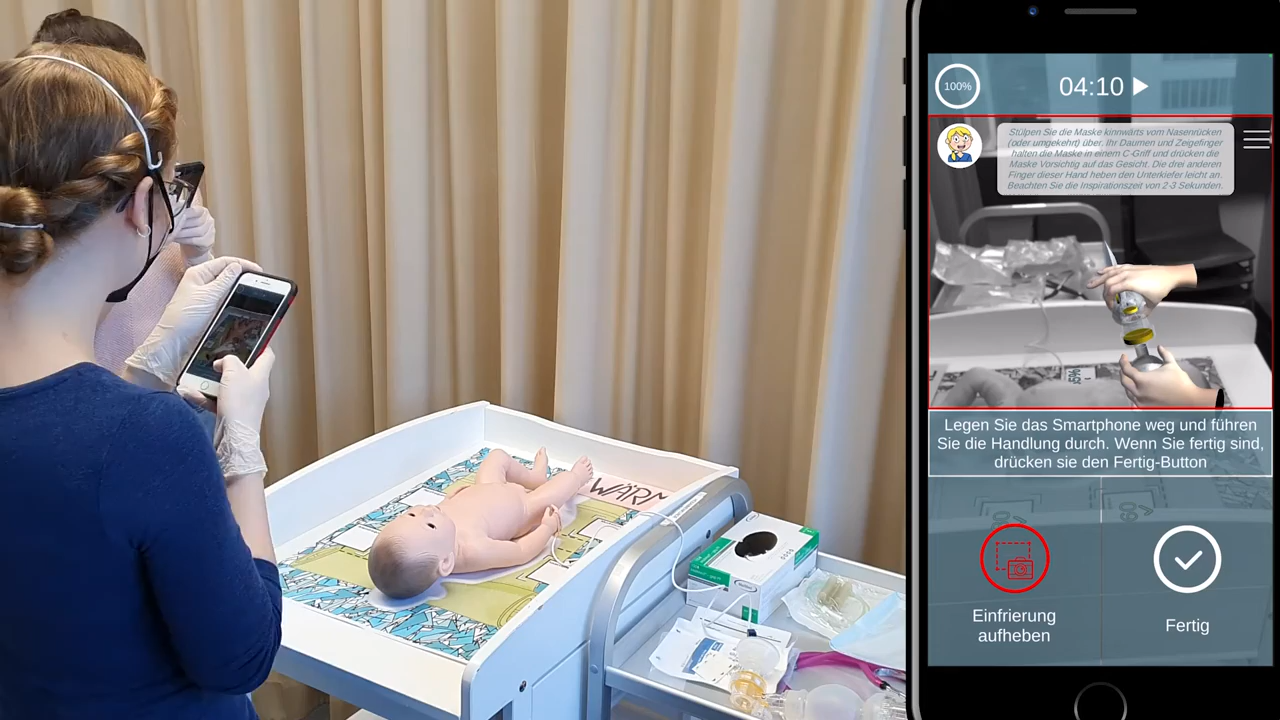 WÄRM
100%
04:10
Stülpen Sie die Maske kinnwärts vom Nasenrücken
(oder umgekehrt) über. Ihr Daumen und Zeigefinger
halten die Maske in einem C-Griff und drücken die
Maske Vorsichtig auf das Gesicht. Die drei anderen
Finger dieser Hand heben den Unterkiefer leicht an.
Beachten Sie die Inspirationszeit von 2-3 Sekunden.
Legen Sie das Smartphone weg und führen
Sie die Handlung durch. Wenn Sie fertig sind,
drücken sie den Fertig-Button
Einfrierung
aufheben
Fertig